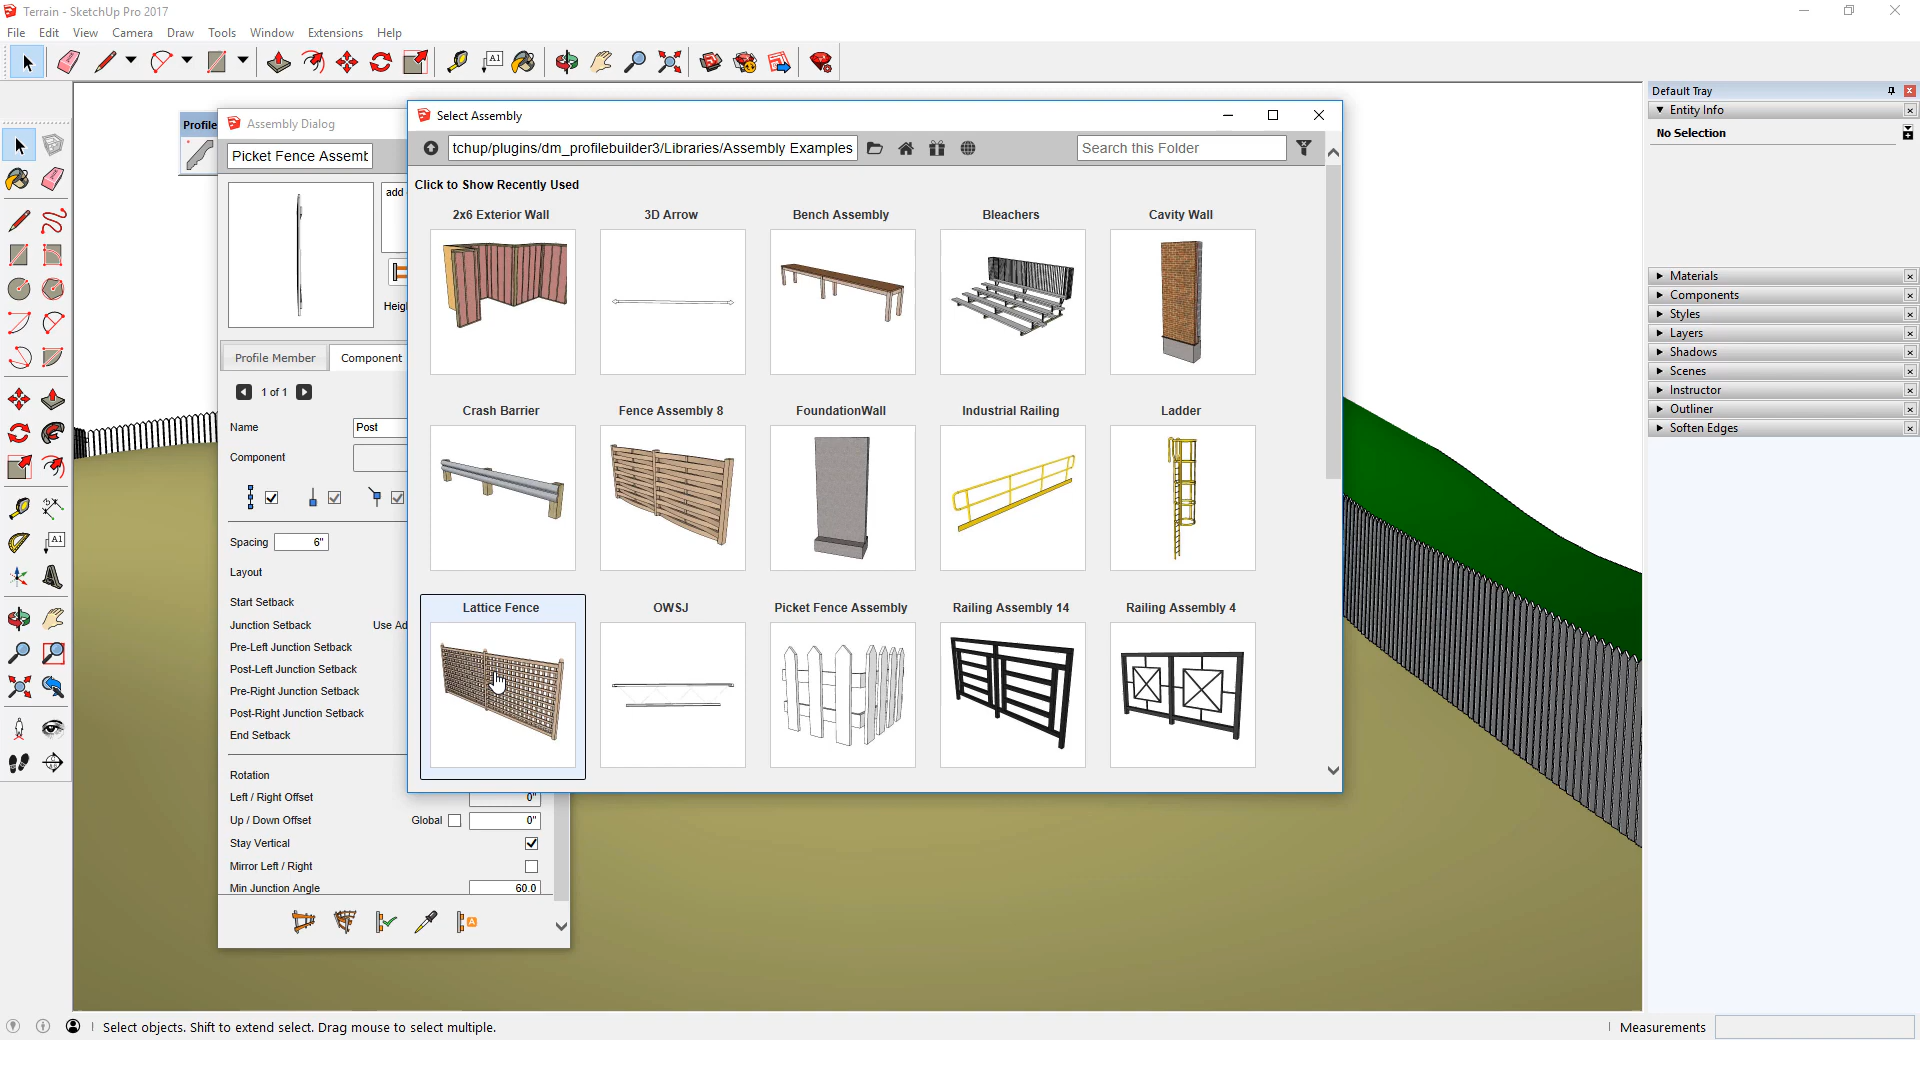 Terrain - SketchUp Pro 2017
File Edit View Camera Draw Tools Window Extensions Help
A1
Default Tray
Entity Info
No Selection
Materials
Components
Styles
Layers
Shadows
Scenes
Instructor
Outliner
Soften Edges
Profile
Assembly Dialog
Picket Fence Assemb
add
Heig
Profile Member Component
1 of 1
Name Post
Component
Spacing 6"
Layout
Start Setback
Junction Setback Use Ad
Pre-Left Junction Setback
Post-Left Junction Setback
Pre-Right Junction Setback
Post-Right Junction Setback
End Setback
Rotation
Left / Right Offset 0"
Up / Down Offset Global 0"
Stay Vertical
Mirror Left / Right
Min Junction Angle 60.0
A
Select Assembly
tchup/plugins/dm_profilebuilder3/Libraries/Assembly Examples
Search this Folder
Click to Show Recently Used
2x6 Exterior Wall 3D Arrow Bench Assembly Bleachers Cavity Wall
Crash Barrier Fence Assembly 8 FoundationWall Industrial Railing Ladder
Lattice Fence OWSJ Picket Fence Assembly Railing Assembly 14 Railing Assembly 4
A1
Select objects. Shift to extend select. Drag mouse to select multiple.
Measurements